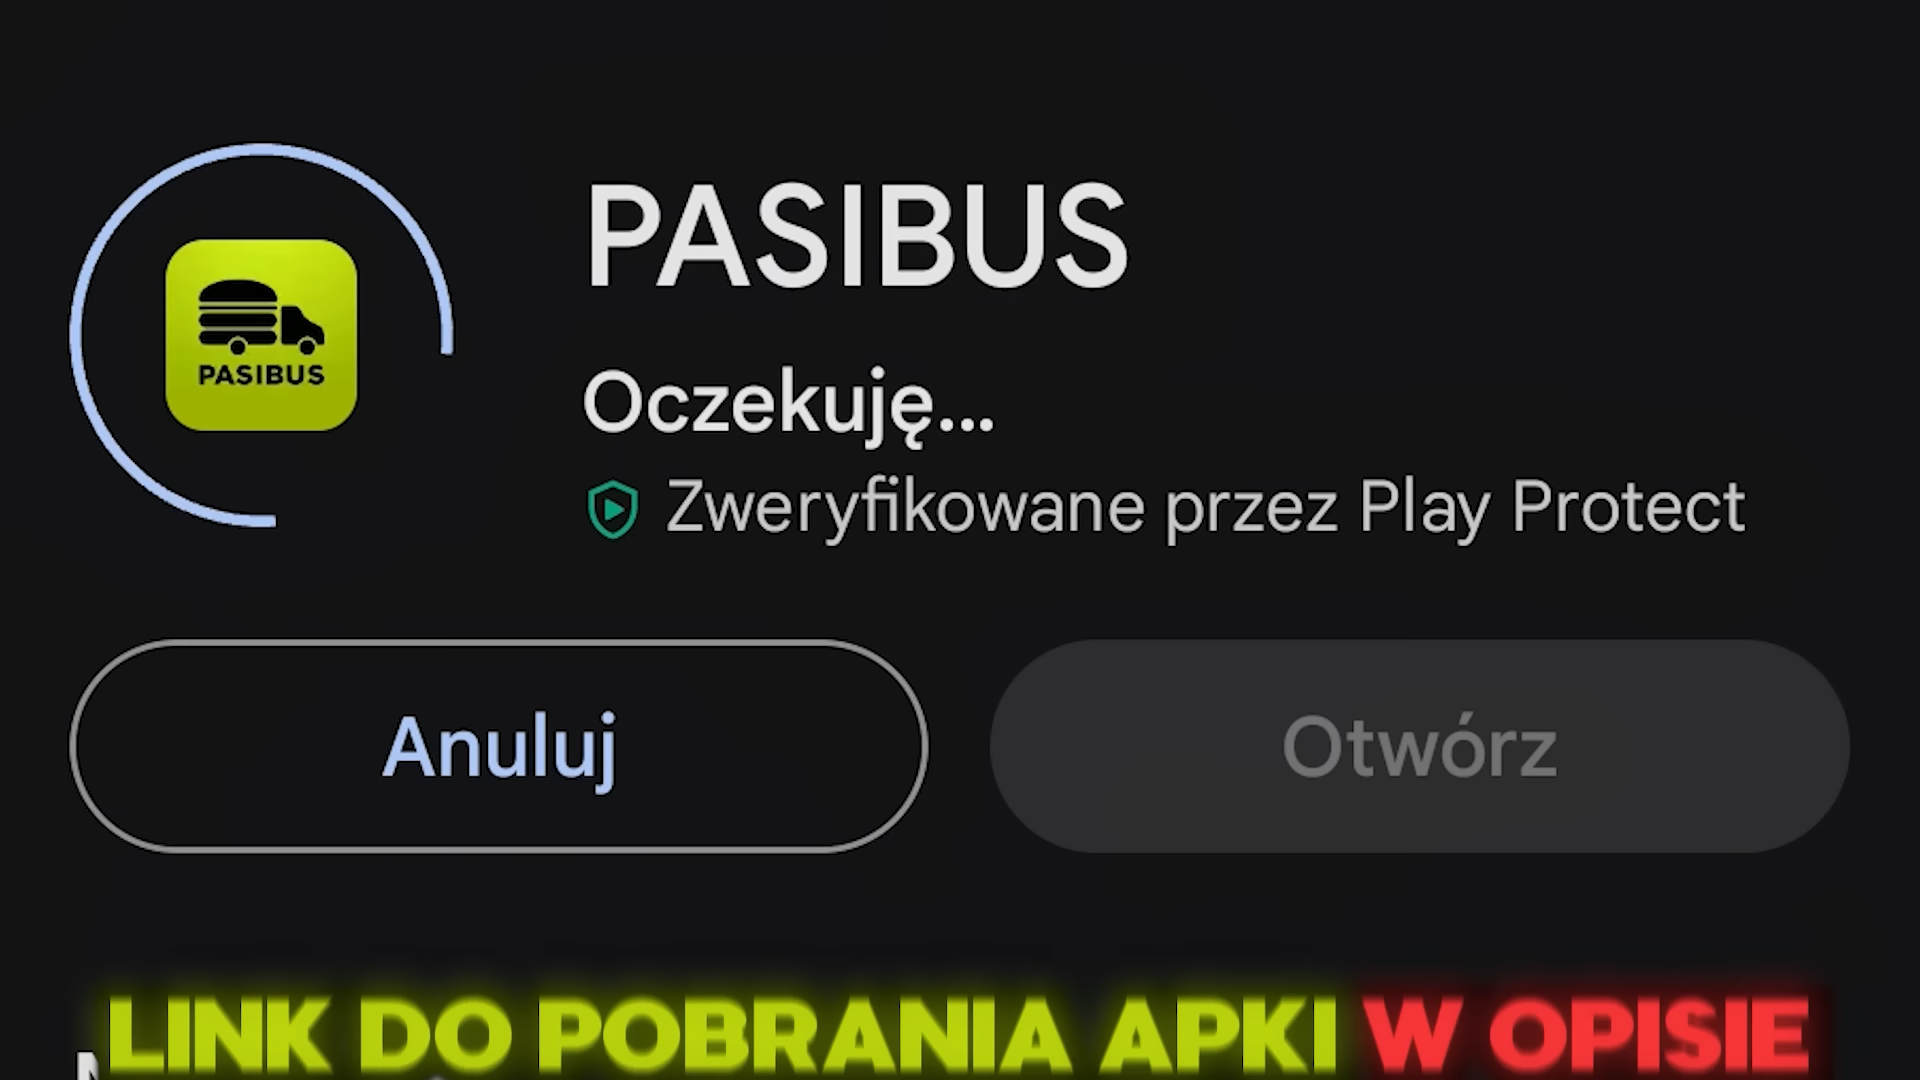 PASIBUS
PASIBUS
Oczekuję...
Zweryfikowane przez Play Protect
Anuluj
Otwórz
LINK DO POBRANIA APKI W OPISIE